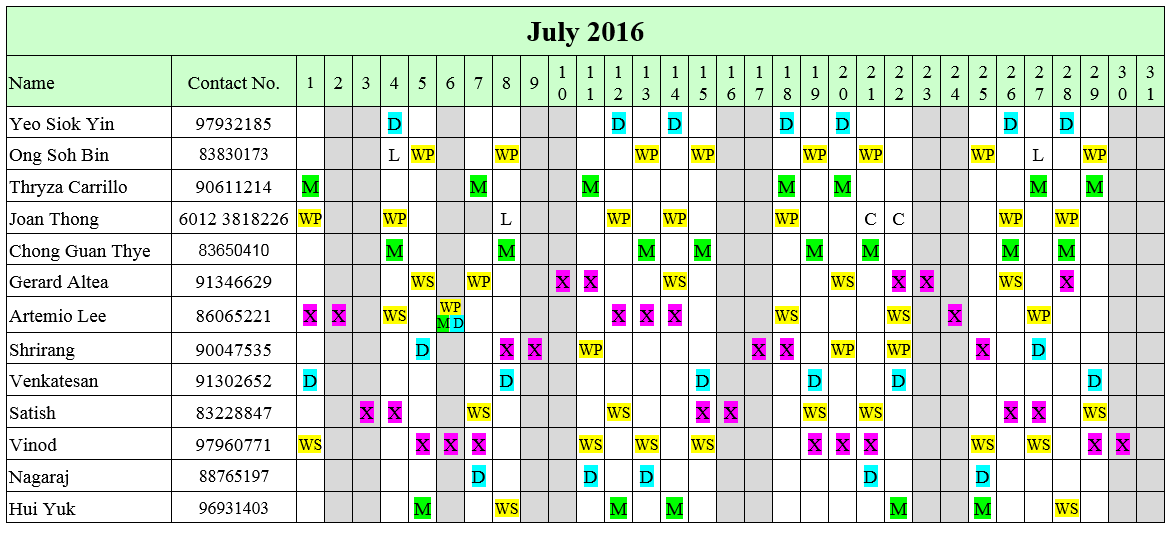 July 2016
Name Contact No. 1 2 3 4 5 6 7 8 9 10 11 12 13 14 15 16 17 18 19 20 21 22 23 24 25 26 27 28 29 30 31
Yeo Siok Yin 97932185 D D D D D D D
Ong Soh Bin 83830173 L WP WP WP WP WP WP WP L WP
Thryza Carrillo 90611214 M M M M M M M
Joan Thong 6012 3818226 WP WP L WP WP WP C C WP WP
Chong Guan Thye 83650410 M M M M M M M M
Gerard Altea 91346629 WS WP X X WS WS X X WS X
Artemio Lee 86065221 X X WS WP M D X X X WS WS X WP
Shrirang 90047535 D X X WP X X WP WP X D
Venkatesan 91302652 D D D D D D
Satish 83228847 X X WS WS X X WS WS X X WS
Vinod 97960771 WS X X X WS WS WS X X X WS WS X X
Nagaraj 88765197 D D D D D
Hui Yuk 96931403 M WS M M M M WS